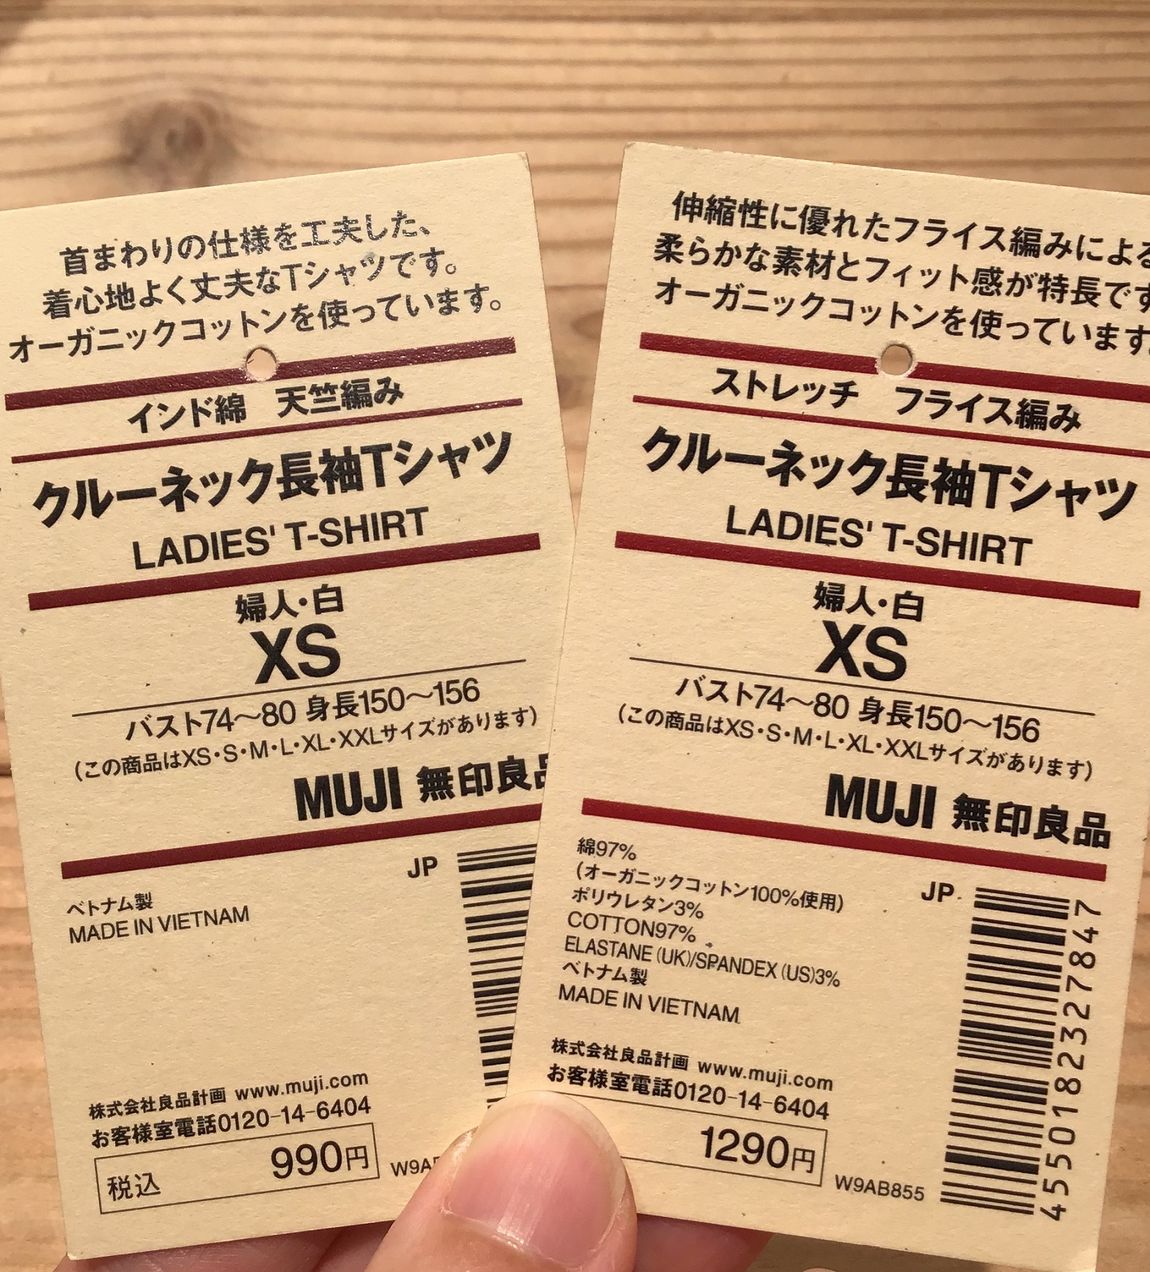 首まわりの仕様を工夫した、
着心地よく丈夫なTシャツです。
オーガニックコットンを使っています。
インド綿　天竺編み
クルーネック長袖Tシャツ
LADIES' T-SHIRT
婦人・白
XS
バスト74〜80 身長150〜156
(この商品はXS・S・M・L・XL・XXLサイズがあります)
MUJI 無印良品
JP
ベトナム製
MADE IN VIETNAM
株式会社良品計画 www.muji.com
お客様室電話0120-14-6404
税込 990円
伸縮性に優れたフライス編みによる
柔らかな素材とフィット感が特長です
オーガニックコットンを使っています。
ストレッチ　フライス編み
クルーネック長袖Tシャツ
LADIES' T-SHIRT
婦人・白
XS
バスト74〜80 身長150〜156
(この商品はXS・S・M・L・XL・XXLサイズがあります)
MUJI 無印良品
綿97%
(オーガニックコットン100%使用)
ポリウレタン3%
COTTON97%
ELASTANE (UK)/SPANDEX (US)3%
ベトナム製
MADE IN VIETNAM
JP
4550182327847
株式会社良品計画 www.muji.com
お客様室電話0120-14-6404
1290円
W9AB855